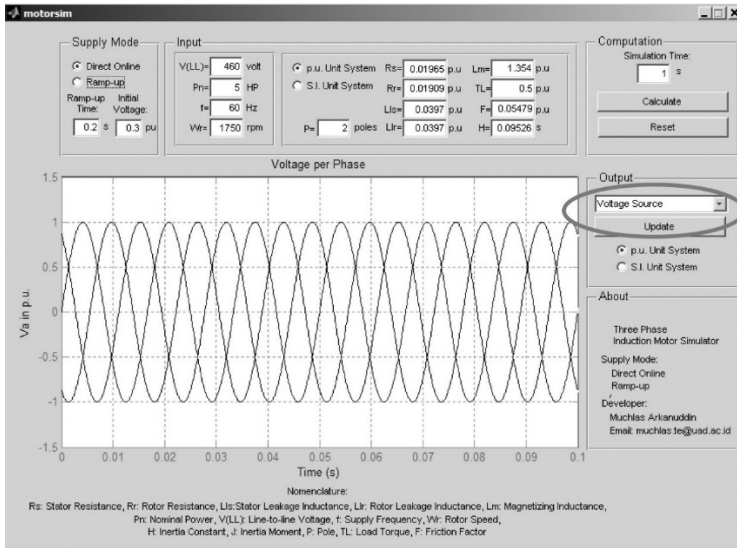 motorsim
Supply Mode
Direct Online
Ramp-up
Ramp-up Time:
Initial Voltage:
0.2 s
0.3 pu
Input
V(LL)= 460 volt
Pn= 5 HP
f= 60 Hz
Wr= 1750 rpm
p.u. Unit System
S.I. Unit System
P= 2 poles
Rs= 0.01965 p.u
Rr= 0.01909 p.u
Lls= 0.0397 p.u
Llr= 0.0397 p.u
Lm= 1.354 p.u
TL= 0.5 p.u
F= 0.05479 p.u
H= 0.09526 s
Computation
Simulation Time:
1 s
Calculate
Reset
Voltage per Phase
Va in p.u.
1.5
1
0.5
0
-0.5
-1
-1.5
0 0.01 0.02 0.03 0.04 0.05 0.06 0.07 0.08 0.09 0.1
Time (s)
Output
Voltage Source
Update
p.u. Unit System
S.I. Unit System
About
Three Phase
Induction Motor Simulator
Supply Mode:
Direct Online
Ramp-up
Developer:
Muchlas Arkanuddin
Email: muchlas.te@uad.ac.id
Nomenclature:
Rs: Stator Resistance, Rr: Rotor Resistance, Lls:Stator Leakage Inductance, Llr: Rotor Leakage Inductance, Lm: Magnetizing Inductance,
Pn: Nominal Power, V(LL): Line-to-line Voltage, f: Supply Frequency, Wr: Rotor Speed,
H: Inertia Constant, J: Inertia Moment, P: Pole, TL: Load Torque, F: Friction Factor